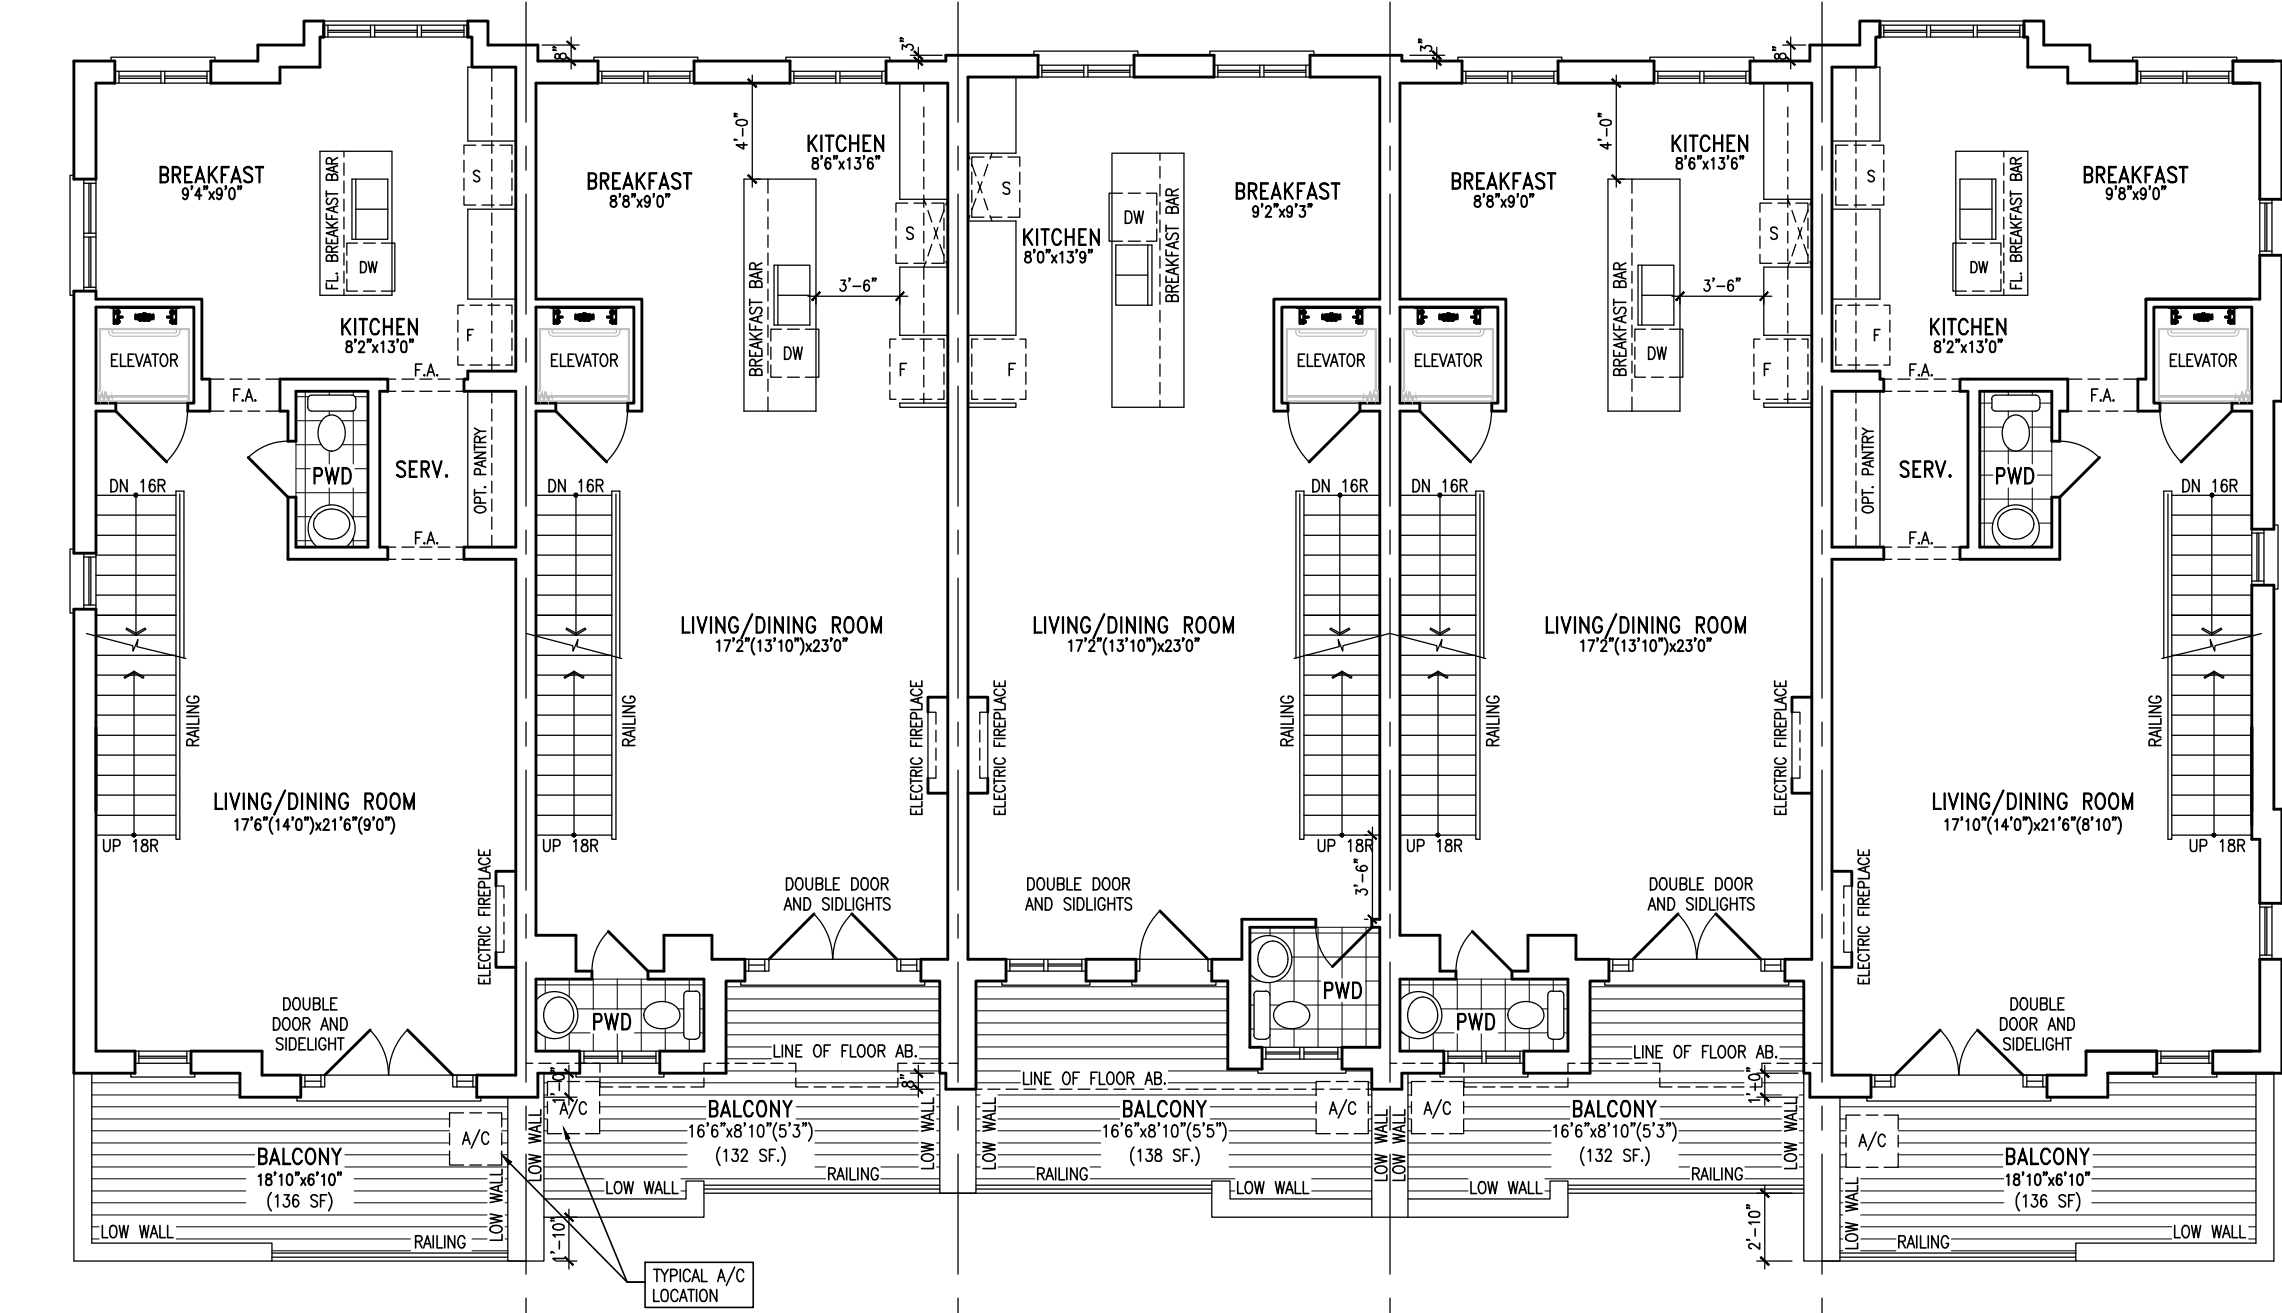 8"
3"
3"
8"
BREAKFAST
9'4"x9'0"
FL. BREAKFAST BAR
DW
S
F
KITCHEN
8'2"x13'0"
ELEVATOR
F.A.
F.A.
PWD
SERV.
OPT. PANTRY
F.A.
DN 16R
RAILING
UP 18R
LIVING/DINING ROOM
17'6"(14'0")x21'6"(9'0")
ELECTRIC FIREPLACE
DOUBLE
DOOR AND
SIDELIGHT
A/C
BALCONY
18'10"x6'10"
(136 SF)
LOW WALL
LOW WALL
RAILING
BREAKFAST
8'8"x9'0"
4'-0"
KITCHEN
8'6"x13'6"
S
3'-6"
BREAKFAST BAR
DW
F
ELEVATOR
DN 16R
LIVING/DINING ROOM
17'2"(13'10")x23'0"
RAILING
ELECTRIC FIREPLACE
UP 18R
DOUBLE DOOR
AND SIDLIGHTS
PWD
LINE OF FLOOR AB.
1'-0"
8"
A/C
LOW WALL
BALCONY
16'6"x8'10"(5'3")
(132 SF.)
LOW WALL
RAILING
LOW WALL
1'-10"
TYPICAL A/C
LOCATION
S
DW
BREAKFAST BAR
BREAKFAST
9'2"x9'3"
KITCHEN
8'0"x13'9"
F
ELEVATOR
DN 16R
LIVING/DINING ROOM
17'2"(13'10")x23'0"
ELECTRIC FIREPLACE
RAILING
UP 18R
3'-6"
DOUBLE DOOR
AND SIDLIGHTS
PWD
LINE OF FLOOR AB.
LOW WALL
BALCONY
16'6"x8'10"(5'5")
(138 SF.)
A/C
LOW WALL
RAILING
LOW WALL
BREAKFAST
8'8"x9'0"
4'-0"
KITCHEN
8'6"x13'6"
S
3'-6"
BREAKFAST BAR
DW
F
ELEVATOR
DN 16R
LIVING/DINING ROOM
17'2"(13'10")x23'0"
RAILING
ELECTRIC FIREPLACE
UP 18R
DOUBLE DOOR
AND SIDLIGHTS
PWD
LINE OF FLOOR AB.
1'-0"
LOW WALL
A/C
BALCONY
16'6"x8'10"(5'3")
(132 SF.)
LOW WALL
RAILING
2'-10"
S
FL. BREAKFAST BAR
DW
BREAKFAST
9'8"x9'0"
F
KITCHEN
8'2"x13'0"
ELEVATOR
F.A.
F.A.
OPT. PANTRY
SERV.
PWD
F.A.
DN 16R
RAILING
LIVING/DINING ROOM
17'10"(14'0")x21'6"(8'10")
UP 18R
ELECTRIC FIREPLACE
DOUBLE
DOOR AND
SIDELIGHT
A/C
BALCONY
18'10"x6'10"
(136 SF)
LOW WALL
LOW WALL
RAILING